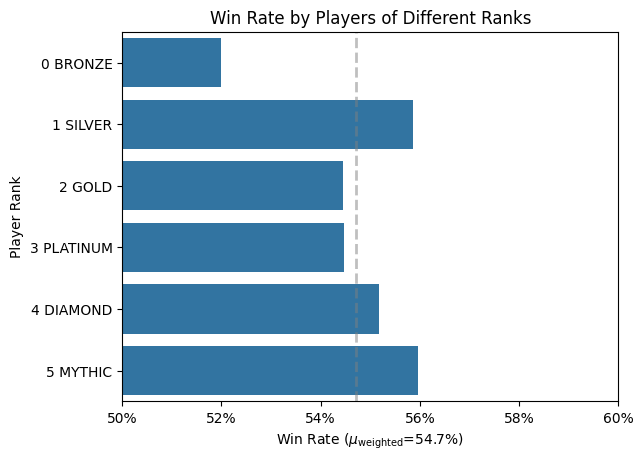 Win Rate by Players of Different Ranks
Player Rank
0 BRONZE
1 SILVER
2 GOLD
3 PLATINUM
4 DIAMOND
5 MYTHIC
50% 52% 54% 56% 58% 60%
Win Rate (μweighted=54.7%)